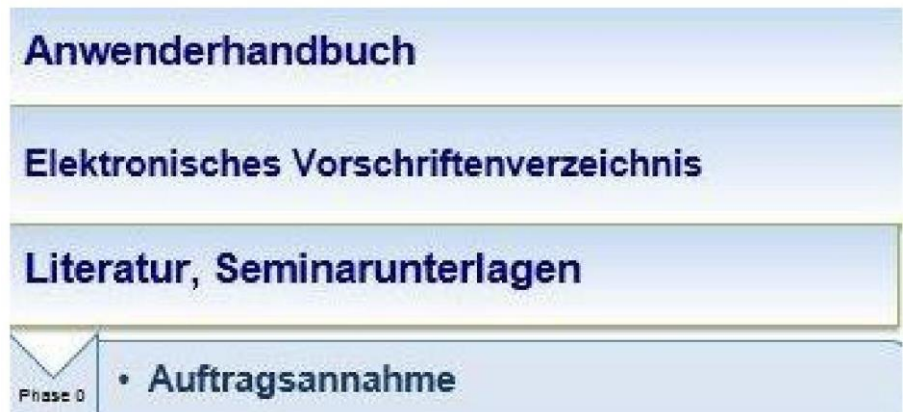 Anwenderhandbuch
Elektronisches Vorschriftenverzeichnis
Literatur, Seminarunterlagen
Phase 0
• Auftragsannahme